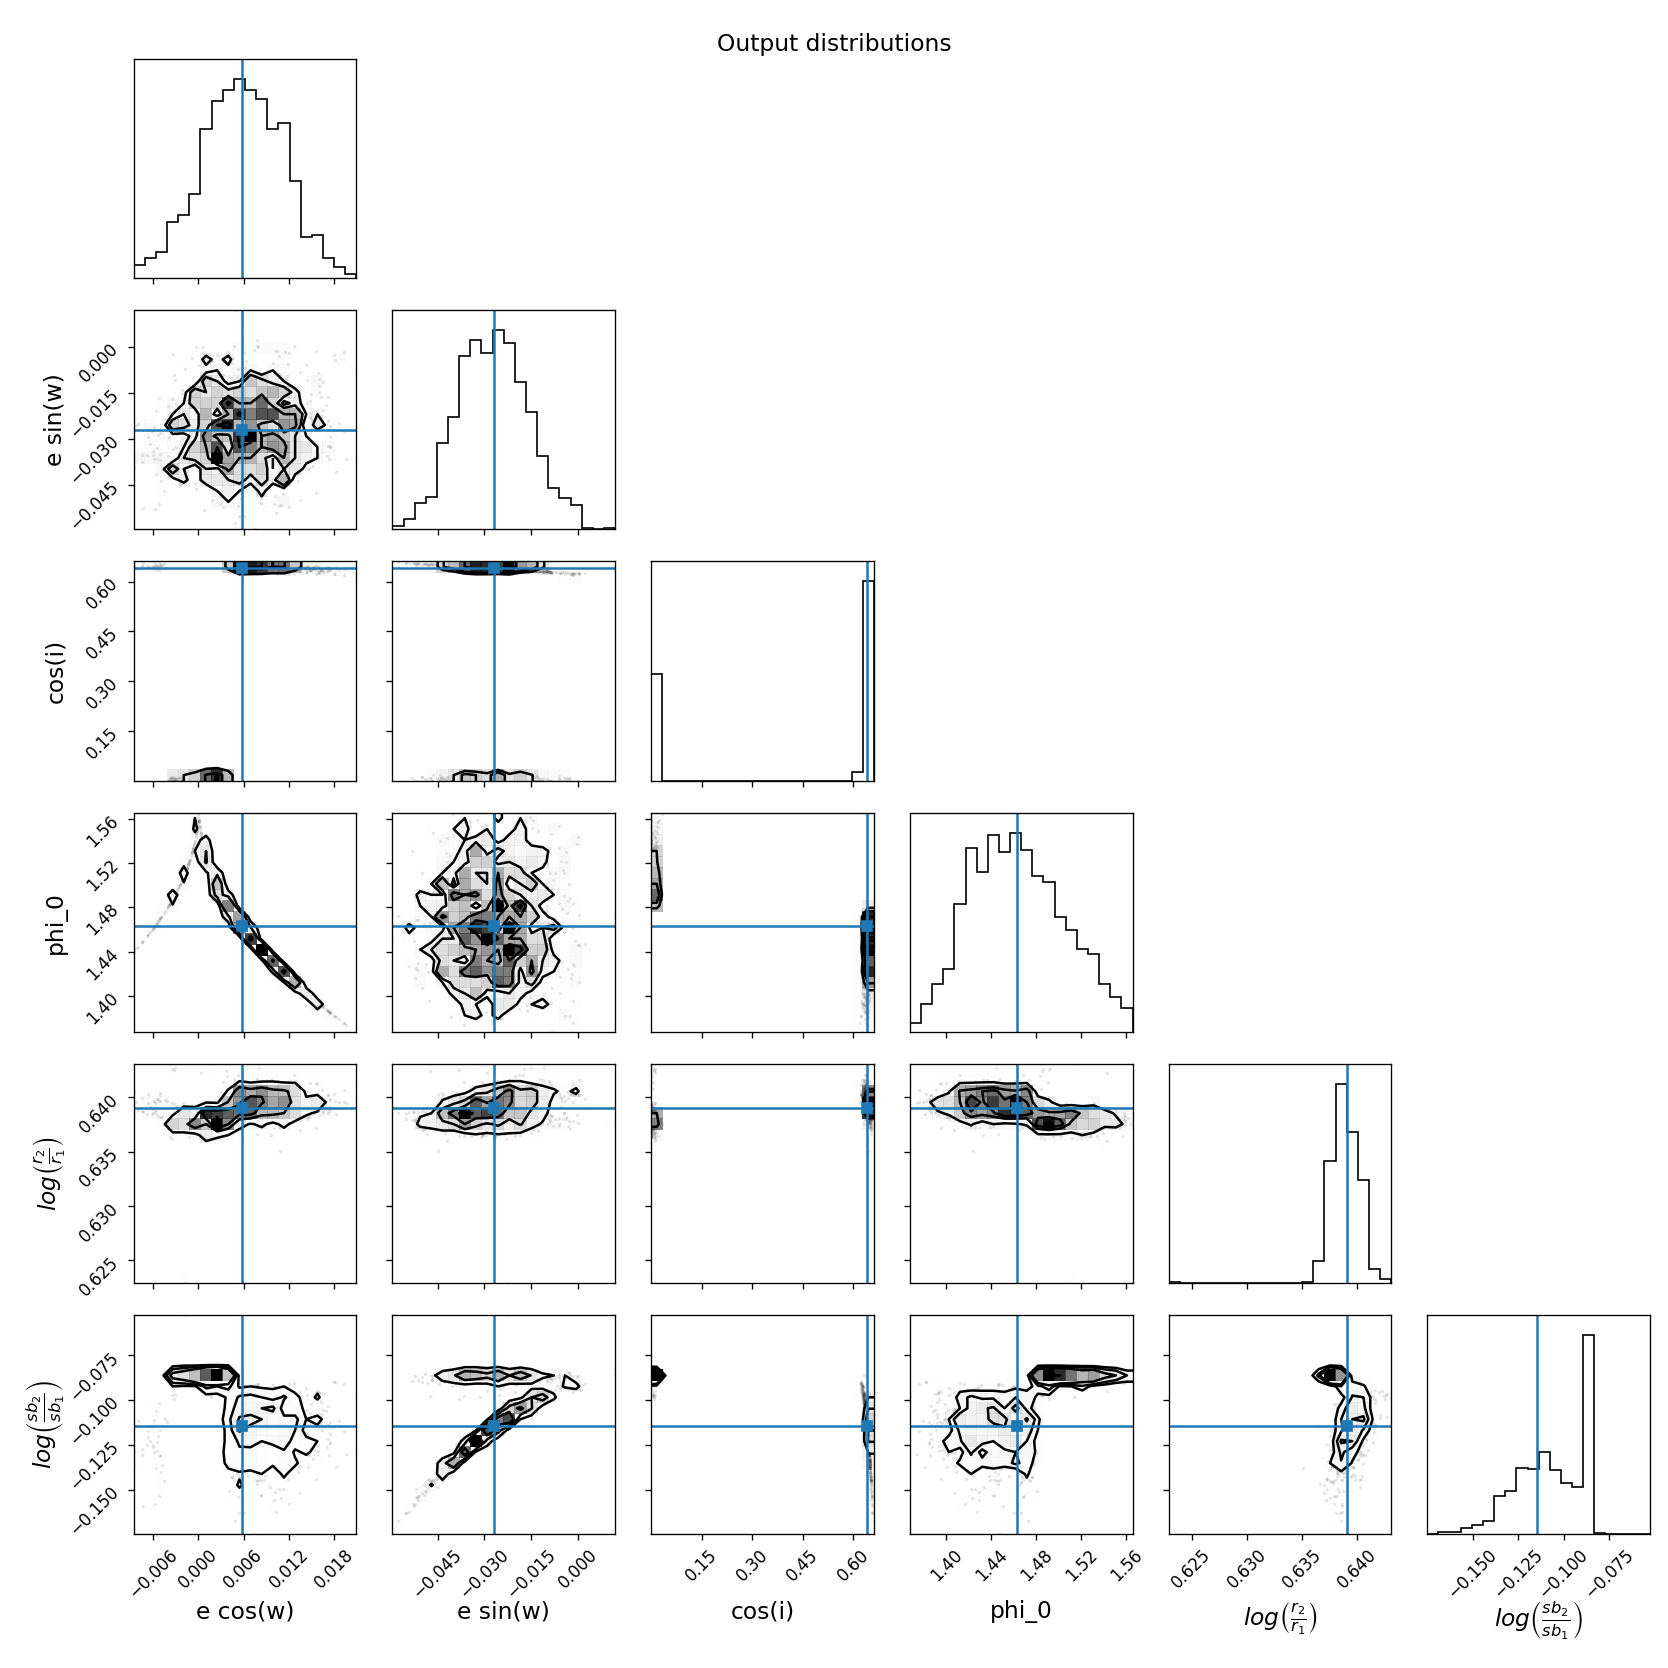 Output distributions
e sin(w)
0.000
−0.015
−0.030
−0.045
cos(i)
0.60
0.45
0.30
0.15
phi_0
1.56
1.52
1.48
1.44
1.40
log(r2/r1)
0.640
0.635
0.630
0.625
log(sb2/sb1)
−0.075
−0.100
−0.125
−0.150
−0.006 0.000 0.006 0.012 0.018
−0.045 −0.030 −0.015 0.000
0.15 0.30 0.45 0.60
1.40 1.44 1.48 1.52 1.56
0.625 0.630 0.635 0.640
−0.150 −0.125 −0.100 −0.075
e cos(w) e sin(w) cos(i) phi_0 log(r2/r1) log(sb2/sb1)